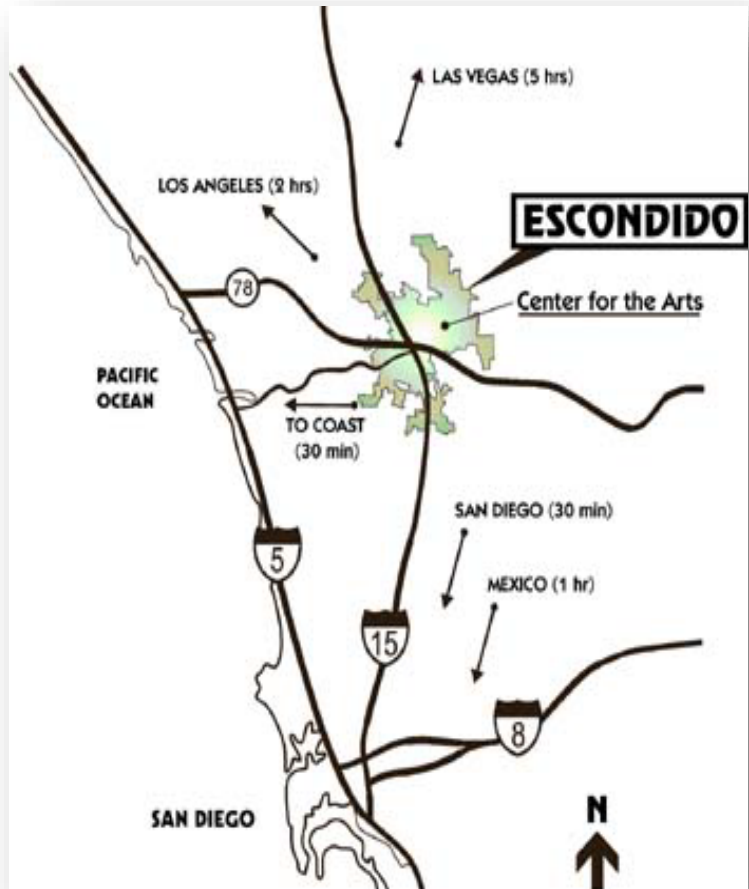 LAS VEGAS (5 hrs)
LOS ANGELES (2 hrs)
ESCONDIDO
78
Center for the Arts
PACIFIC
OCEAN
TO COAST
(30 min)
SAN DIEGO (30 min)
5
MEXICO (1 hr)
15
8
SAN DIEGO
N